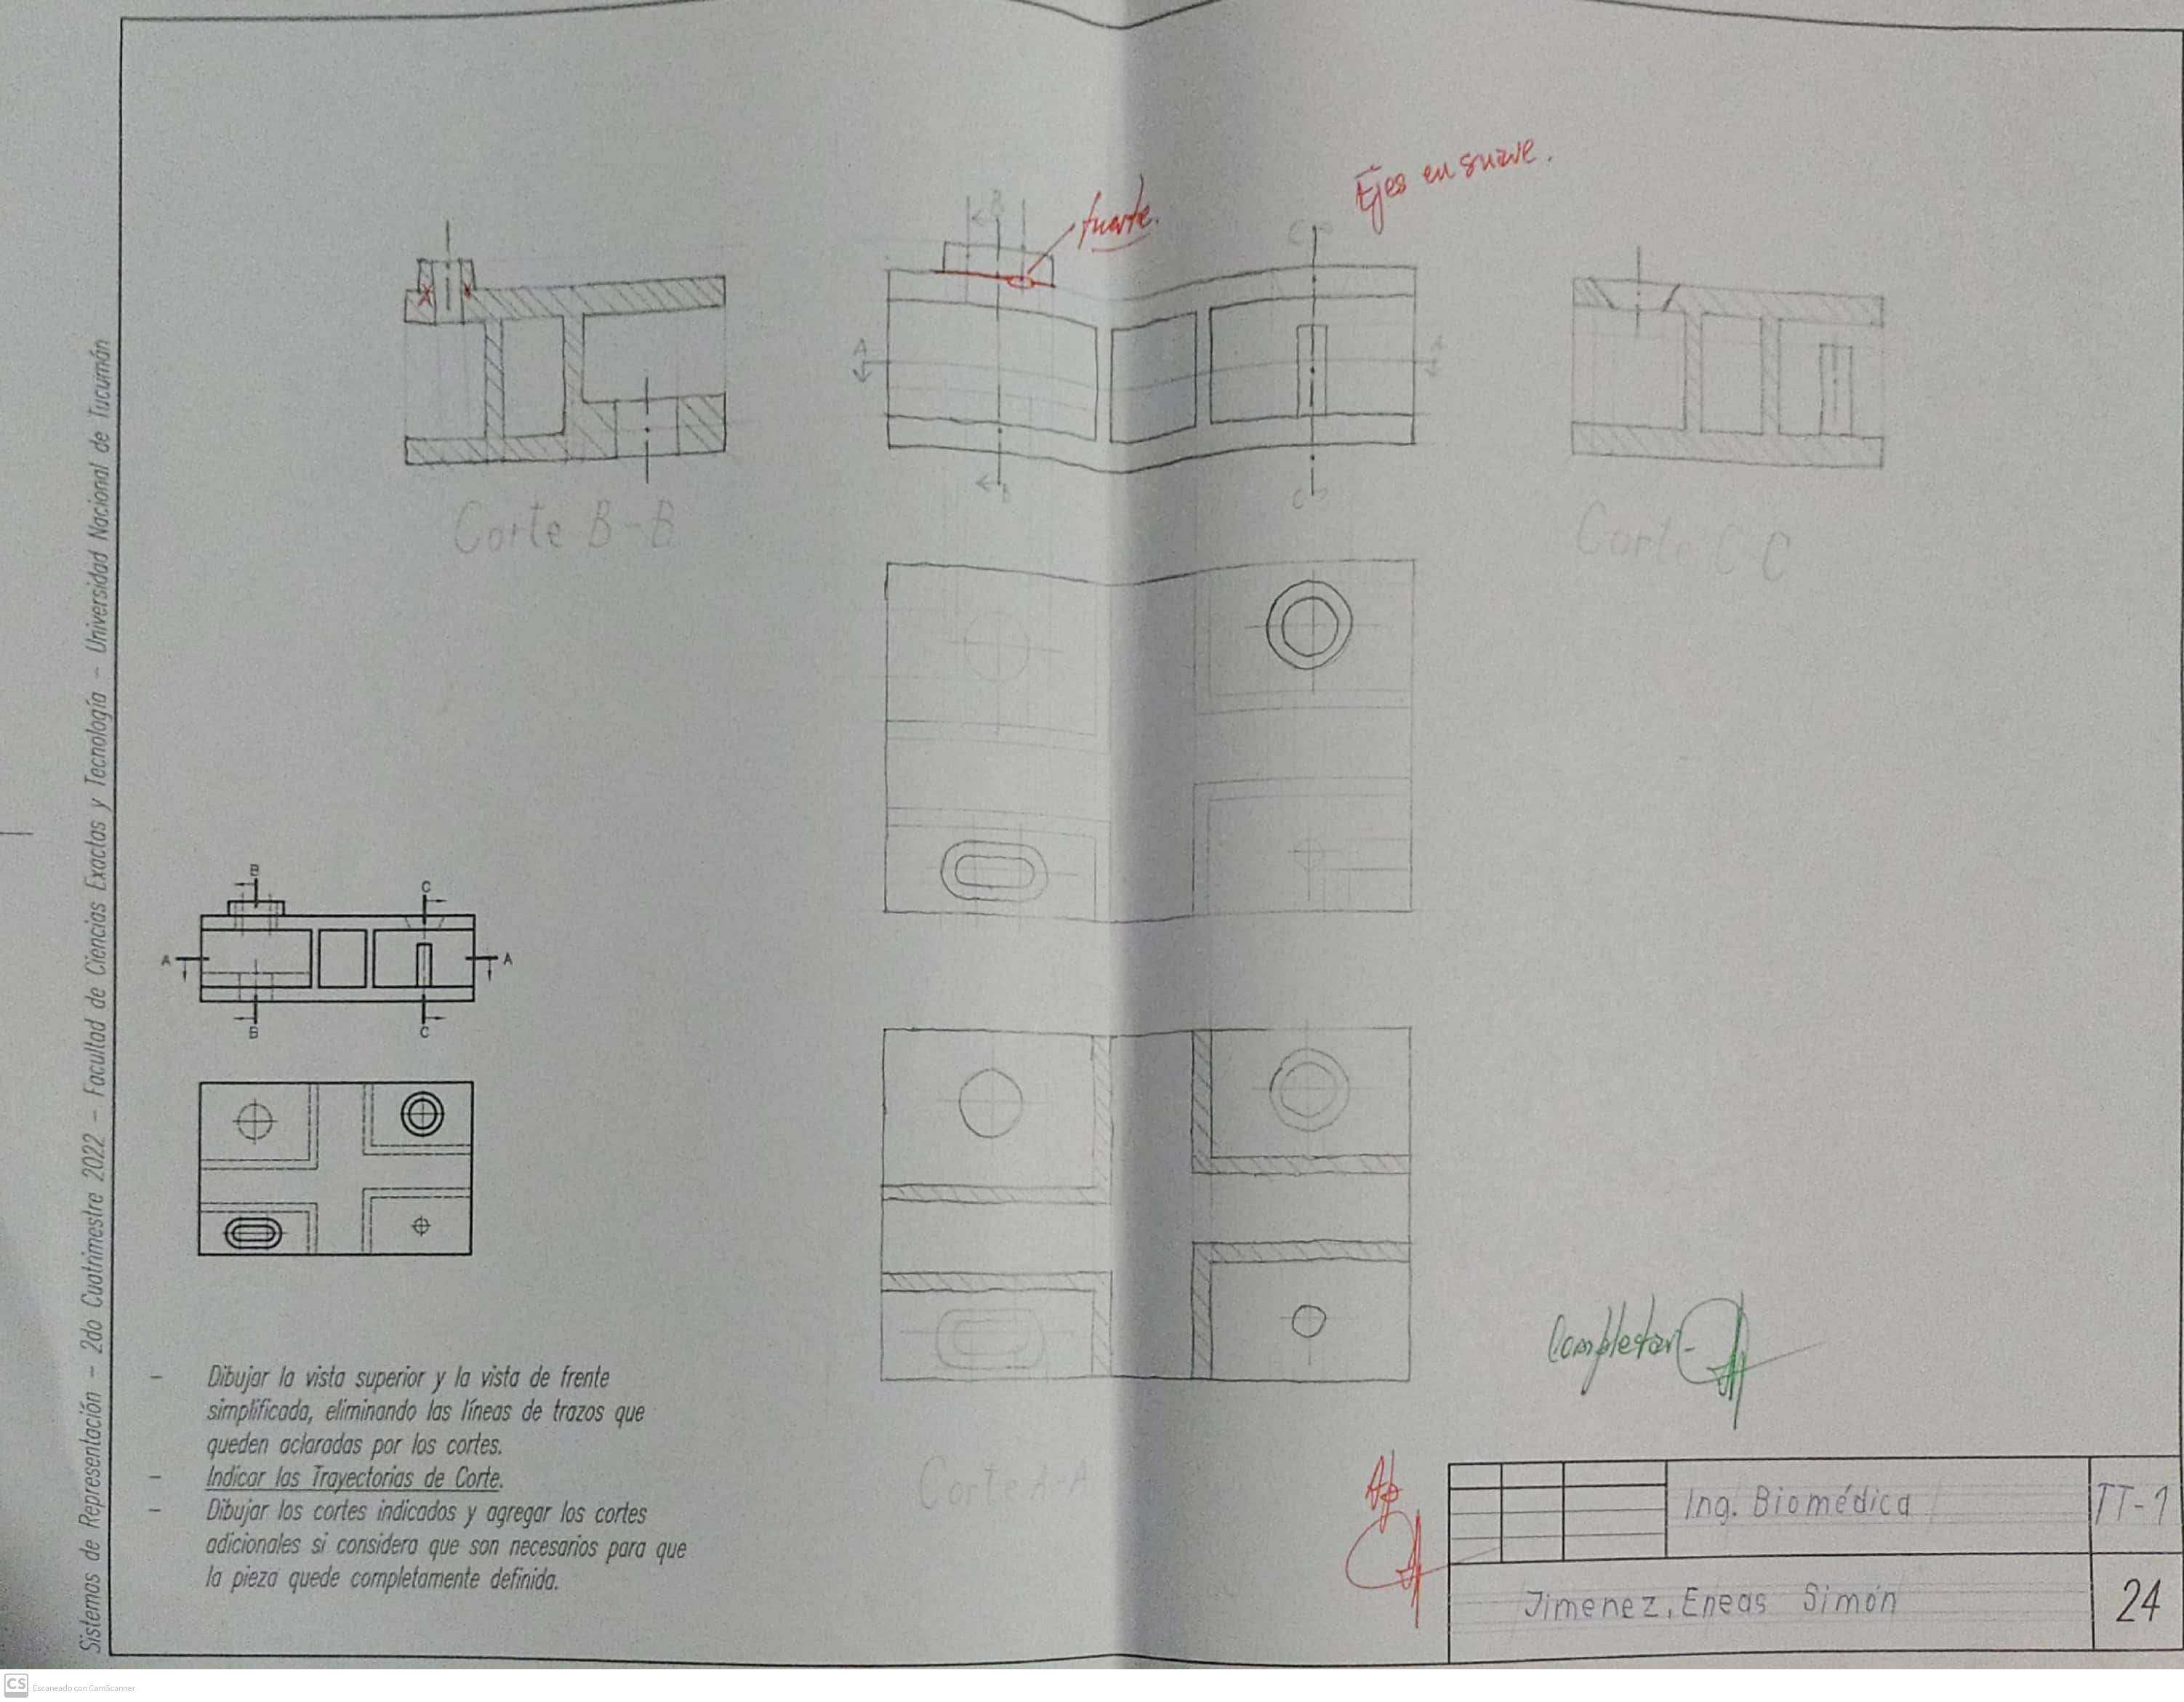 Sistemas de Representación - 2do Cuatrimestre 2022 - Facultad de Ciencias Exactas y Tecnología - Universidad Nacional de Tucumán
Ejes en suave.
fuerte.
B
C
A
A
B
C
Corte B-B
Corte C-C
B
C
A
A
B
C
- Dibujar la vista superior y la vista de frente
simplificada, eliminando las líneas de trazos que
queden aclaradas por los cortes.
- Indicar las Trayectorias de Corte.
- Dibujar los cortes indicados y agregar los cortes
adicionales si considera que son necesarios para que
la pieza quede completamente definida.
Corte A-A
Completar-
Ap
Ing. Biomédica
TT-1
Jimenez, Eneas Simón
24
CS Escaneado con CamScanner